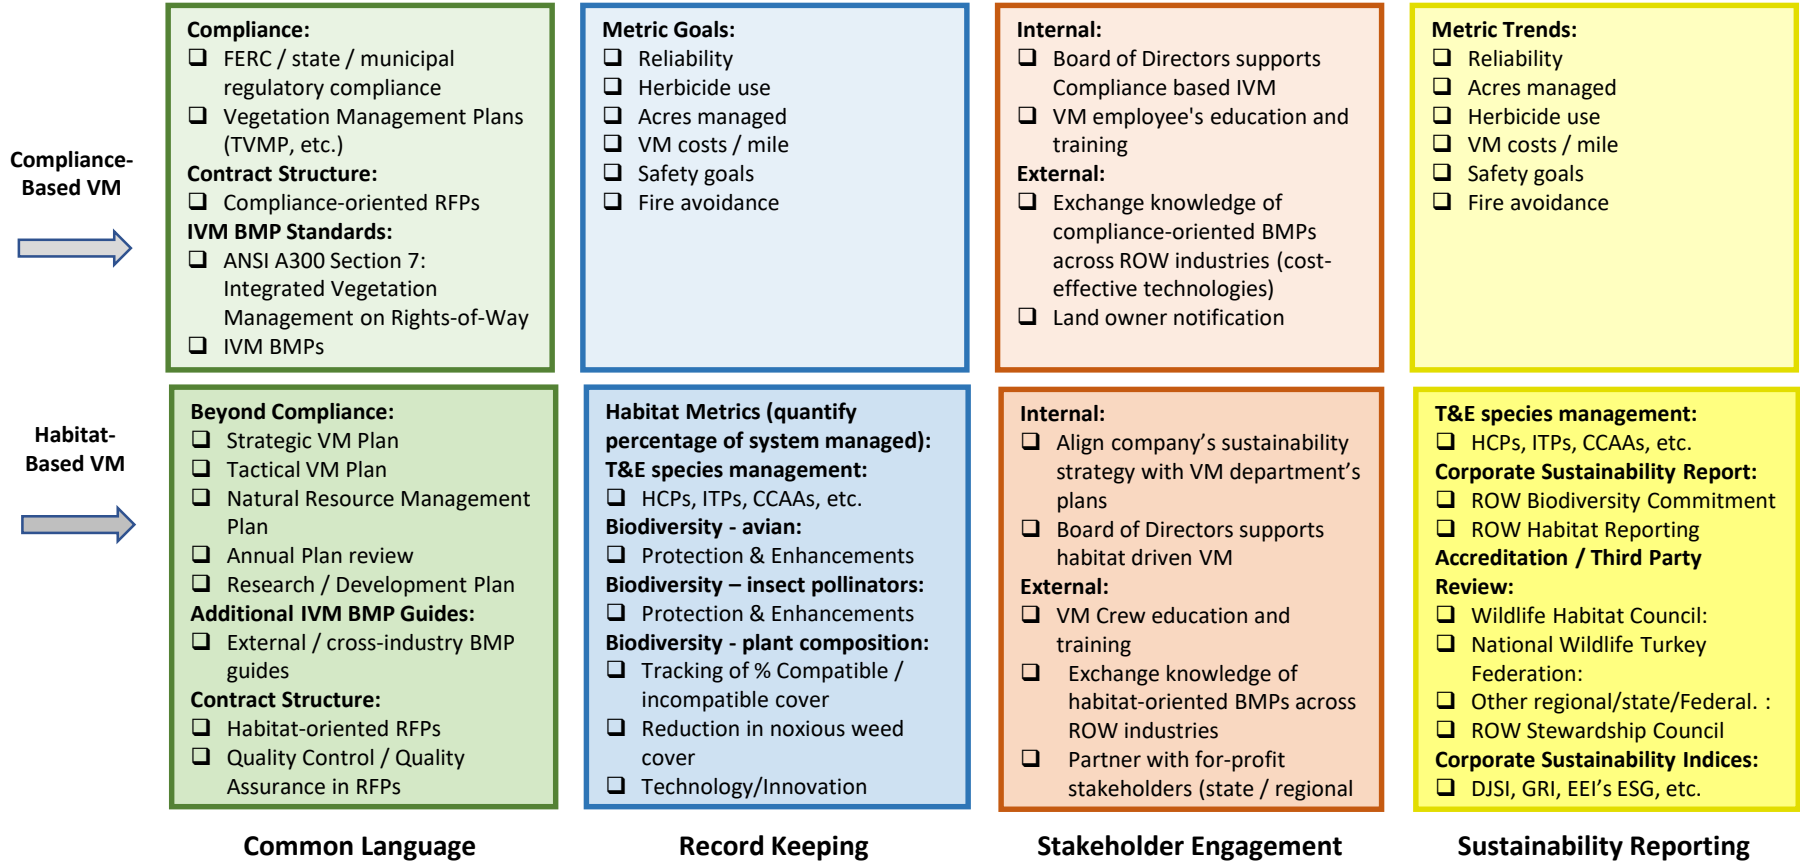 Compliance-
Based VM
Compliance:
❑ FERC / state / municipal
regulatory compliance
❑ Vegetation Management Plans
(TVMP, etc.)
Contract Structure:
❑ Compliance-oriented RFPs
IVM BMP Standards:
❑ ANSI A300 Section 7:
Integrated Vegetation
Management on Rights-of-Way
❑ IVM BMPs
Metric Goals:
❑ Reliability
❑ Herbicide use
❑ Acres managed
❑ VM costs / mile
❑ Safety goals
❑ Fire avoidance
Internal:
❑ Board of Directors supports
Compliance based IVM
❑ VM employee's education and
training
External:
❑ Exchange knowledge of
compliance-oriented BMPs
across ROW industries (cost-
effective technologies)
❑ Land owner notification
Metric Trends:
❑ Reliability
❑ Acres managed
❑ Herbicide use
❑ VM costs / mile
❑ Safety goals
❑ Fire avoidance
Habitat-
Based VM
Beyond Compliance:
❑ Strategic VM Plan
❑ Tactical VM Plan
❑ Natural Resource Management
Plan
❑ Annual Plan review
❑ Research / Development Plan
Additional IVM BMP Guides:
❑ External / cross-industry BMP
guides
Contract Structure:
❑ Habitat-oriented RFPs
❑ Quality Control / Quality
Assurance in RFPs
Habitat Metrics (quantify
percentage of system managed):
T&E species management:
❑ HCPs, ITPs, CCAAs, etc.
Biodiversity - avian:
❑ Protection & Enhancements
Biodiversity – insect pollinators:
❑ Protection & Enhancements
Biodiversity - plant composition:
❑ Tracking of % Compatible /
incompatible cover
❑ Reduction in noxious weed
cover
❑ Technology/Innovation
Internal:
❑ Align company’s sustainability
strategy with VM department’s
plans
❑ Board of Directors supports
habitat driven VM
External:
❑ VM Crew education and
training
❑ Exchange knowledge of
habitat-oriented BMPs across
ROW industries
❑ Partner with for-profit
stakeholders (state / regional
T&E species management:
❑ HCPs, ITPs, CCAAs, etc.
Corporate Sustainability Report:
❑ ROW Biodiversity Commitment
❑ ROW Habitat Reporting
Accreditation / Third Party
Review:
❑ Wildlife Habitat Council:
❑ National Wildlife Turkey
Federation:
❑ Other regional/state/Federal. :
❑ ROW Stewardship Council
Corporate Sustainability Indices:
❑ DJSI, GRI, EEI’s ESG, etc.
Common Language
Record Keeping
Stakeholder Engagement
Sustainability Reporting